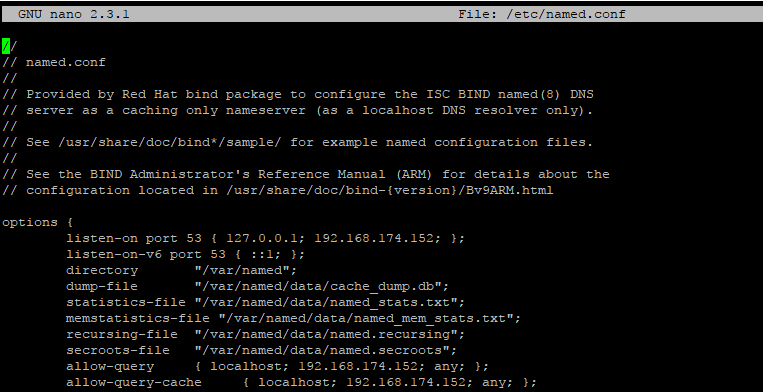 GNU nano 2.3.1 File: /etc/named.conf
//
// named.conf
//
// Provided by Red Hat bind package to configure the ISC BIND named(8) DNS
// server as a caching only nameserver (as a localhost DNS resolver only).
//
// See /usr/share/doc/bind*/sample/ for example named configuration files.
//
// See the BIND Administrator's Reference Manual (ARM) for details about the
// configuration located in /usr/share/doc/bind-{version}/Bv9ARM.html
options {
listen-on port 53 { 127.0.0.1; 192.168.174.152; };
listen-on-v6 port 53 { ::1; };
directory "/var/named";
dump-file "/var/named/data/cache_dump.db";
statistics-file "/var/named/data/named_stats.txt";
memstatistics-file "/var/named/data/named_mem_stats.txt";
recursing-file "/var/named/data/named.recursing";
secroots-file "/var/named/data/named.secroots";
allow-query { localhost; 192.168.174.152; any; };
allow-query-cache { localhost; 192.168.174.152; any; };